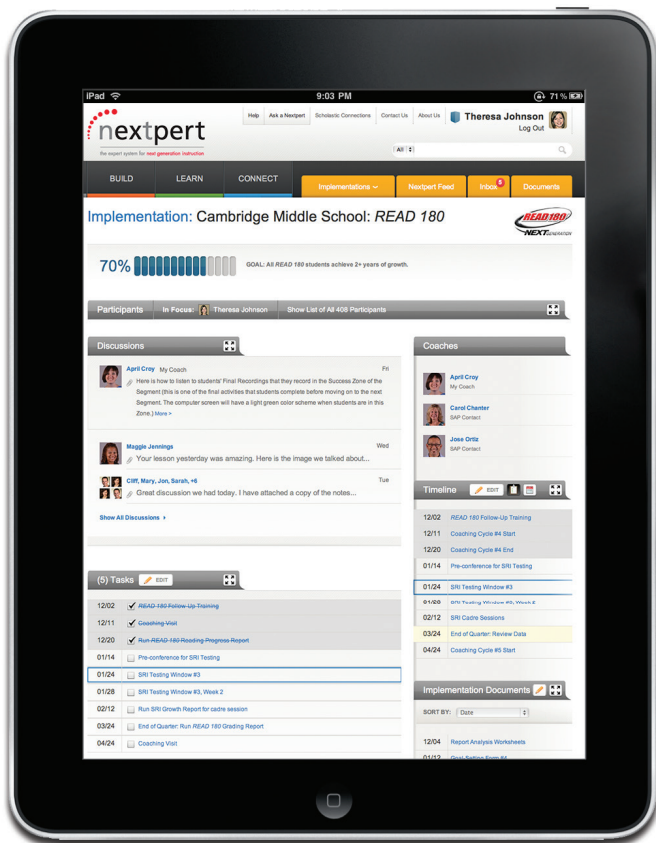 iPad
9:03 PM
71 %
nextpert
the expert system for next generation instruction
Help
Ask a Nextpert
Scholastic Connections
Contact Us
About Us
Theresa Johnson
Log Out
All
BUILD
LEARN
CONNECT
Implementations
Nextpert Feed
Inbox
5
Documents
Implementation: Cambridge Middle School: READ 180
READ180
NEXT GENERATION
70%
GOAL: All READ 180 students achieve 2+ years of growth.
Participants
In Focus: Theresa Johnson
Show List of All 408 Participants
Discussions
April Croy My Coach
Fri
Here is how to listen to students' Final Recordings that they record in the Success Zone of the
Segment (this is one of the final activities that students complete before moving on to the next
Segment. The computer screen will have a light green color scheme when students are in this
Zone.) More >
Maggie Jennings
Wed
Your lesson yesterday was amazing. Here is the image we talked about...
Cliff, Mary, Jon, Sarah, +6
Tue
Great discussion we had today. I have attached a copy of the notes...
Show All Discussions
Coaches
April Croy
My Coach
Carol Chanter
SAP Contact
Jose Ortiz
SAP Contact
Timeline
EDIT
12/02 READ 180 Follow-Up Training
12/11 Coaching Cycle #4 Start
12/20 Coaching Cycle #4 End
01/14 Pre-conference for SRI Testing
01/24 SRI Testing Window #3
02/12 SRI Cadre Sessions
03/24 End of Quarter: Review Data
04/24 Coaching Cycle #5 Start
(5) Tasks
EDIT
12/02 READ 180 Follow-Up Training
12/11 Coaching Visit
12/20 Run READ 180 Reading Progress Report
01/14 Pre-conference for SRI Testing
01/24 SRI Testing Window #3
01/28 SRI Testing Window #3, Week 2
02/12 Run SRI Growth Report for cadre session
03/24 End of Quarter: Run READ 180 Grading Report
04/24 Coaching Visit
Implementation Documents
SORT BY: Date
12/04 Report Analysis Worksheets
01/12 Goal-Setting Form #4